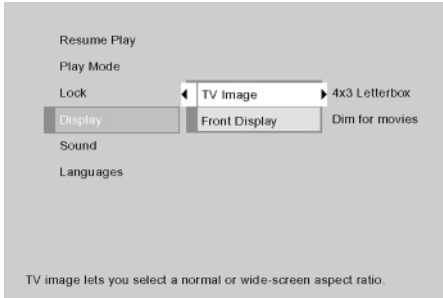 Resume Play
Play Mode
Lock
TV Image
4x3 Letterbox
Display
Front Display
Dim for movies
Sound
Languages
TV image lets you select a normal or wide-screen aspect ratio.